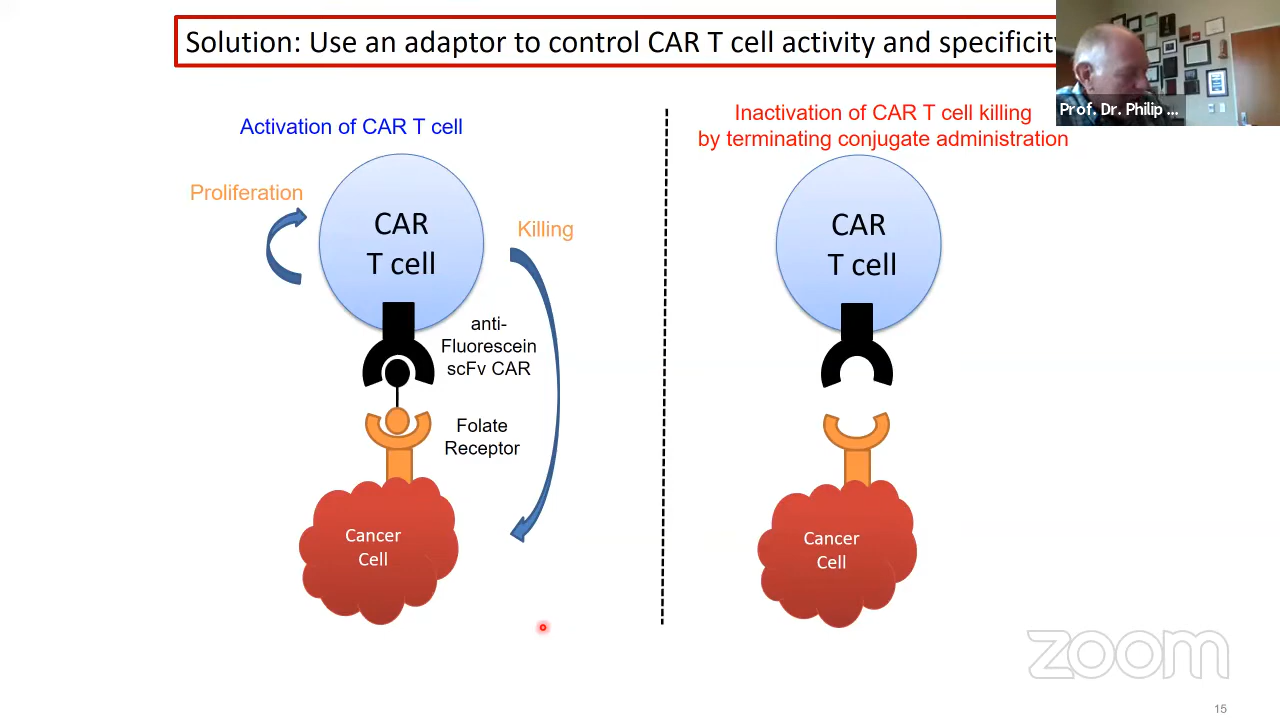 Solution: Use an adaptor to control CAR T cell activity and specificity
Prof. Dr. Philip ...
Activation of CAR T cell
Proliferation
CAR
T cell
Killing
anti-
Fluorescein
scFv CAR
Folate
Receptor
Cancer
Cell
Inactivation of CAR T cell killing
by terminating conjugate administration
CAR
T cell
Cancer
Cell
zoom
15